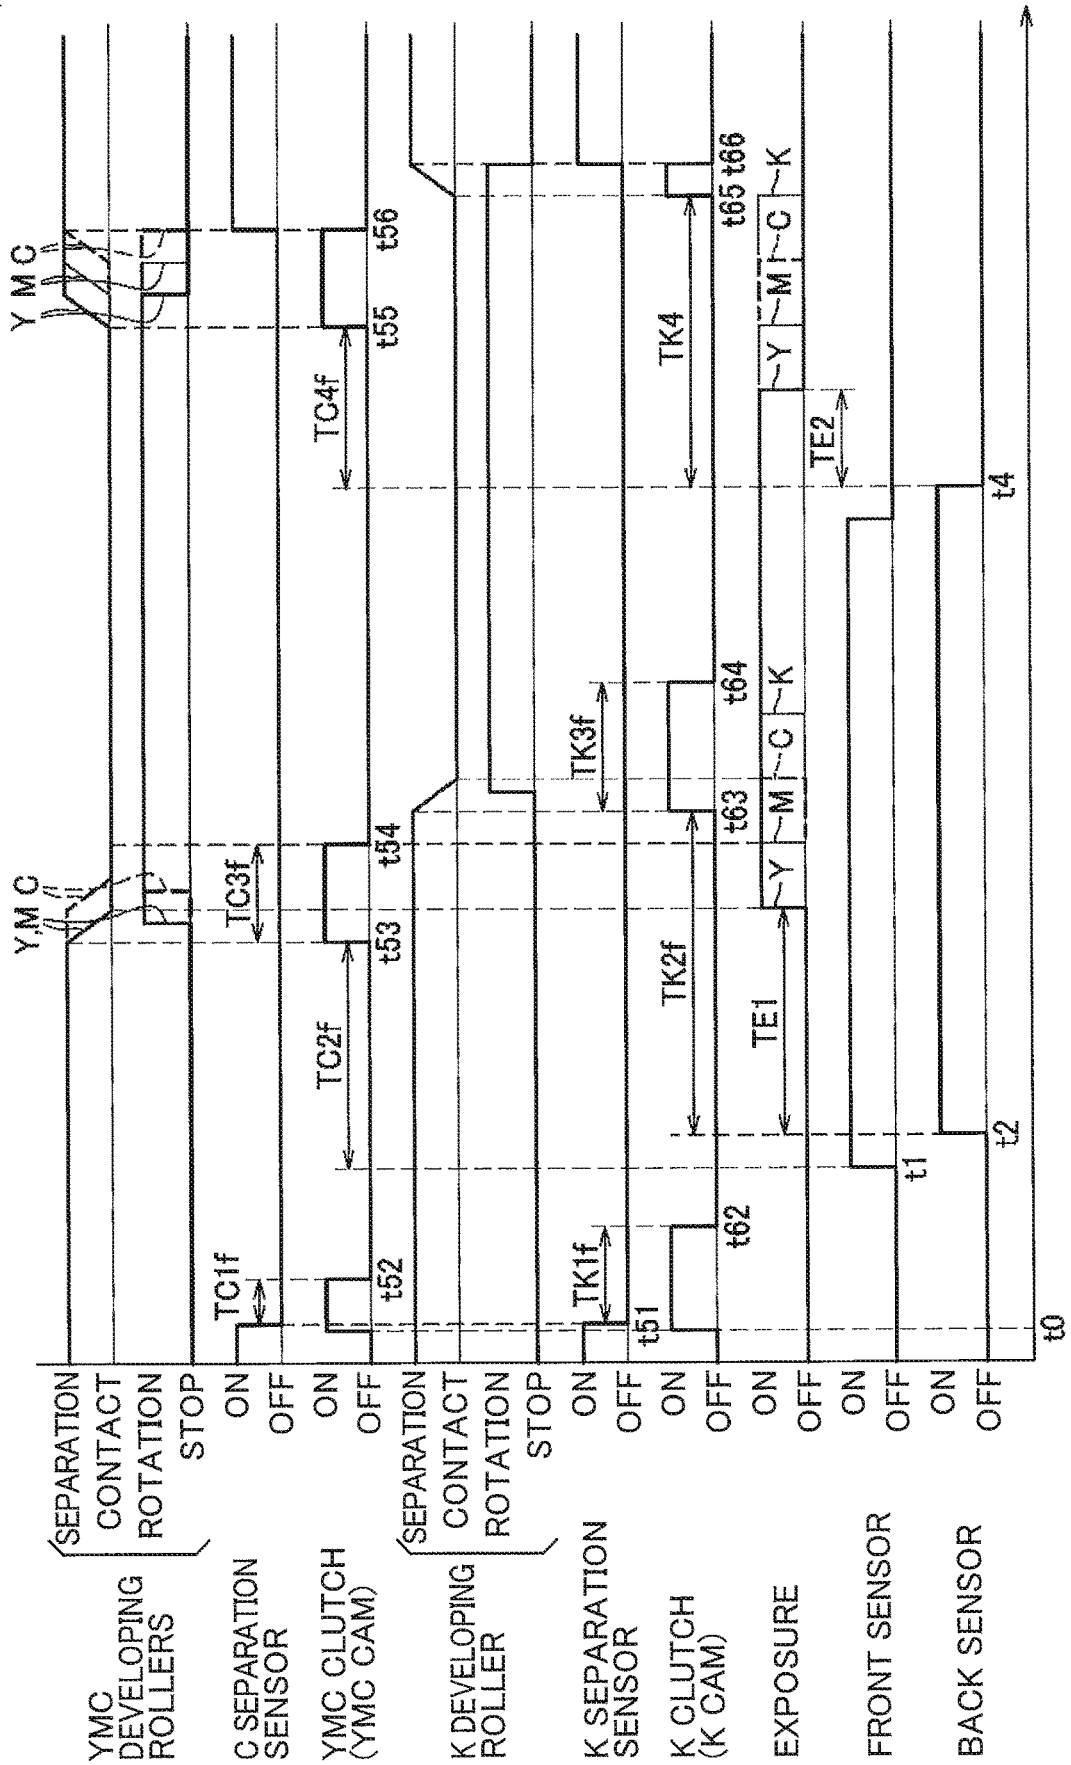 YMC
DEVELOPING
ROLLERS
SEPARATION
CONTACT
ROTATION
STOP
Y,M C
Y M C
C SEPARATION
SENSOR
ON
OFF
TC1f
TC3f
YMC CLUTCH
(YMC CAM)
ON
OFF
t52
TC2f
t53
t54
TC4f
t55
t56
K DEVELOPING
ROLLER
SEPARATION
CONTACT
ROTATION
STOP
K SEPARATION
SENSOR
ON
OFF
t51
TK1f
TK3f
K CLUTCH
(K CAM)
ON
OFF
t62
TK2f
t63
t64
TK4
t65
t66
EXPOSURE
ON
OFF
TE1
Y
M
C
K
TE2
Y
M
C
K
FRONT SENSOR
ON
OFF
t1
BACK SENSOR
ON
OFF
t2
t4
t0